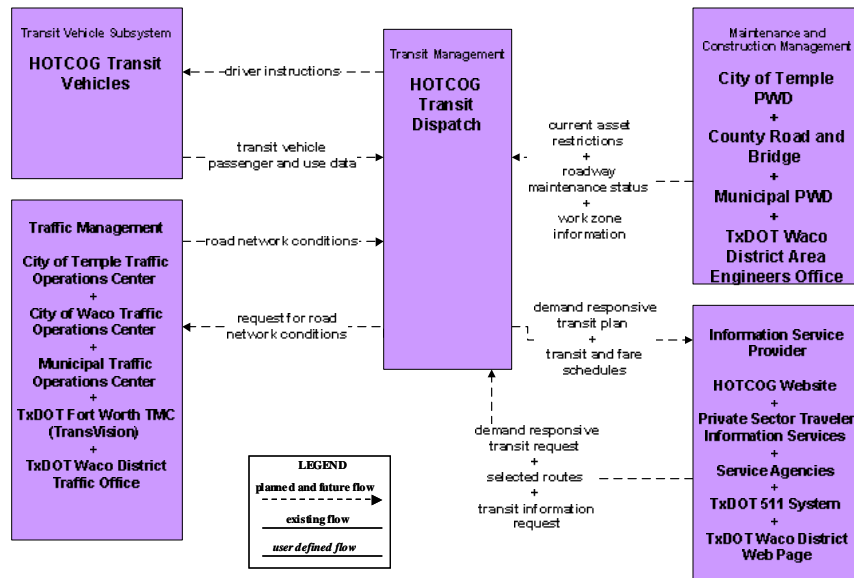 Transit Vehicle Subsystem
HOTCOG Transit
Vehicles
driver instructions
transit vehicle
passenger and use data
Transit Management
HOTCOG
Transit
Dispatch
Maintenance and
Construction Management
City of Temple
PWD
+
County Road and
Bridge
+
Municipal PWD
+
TxDOT Waco
District Area
Engineers Office
current asset
restrictions
+
roadway
maintenance status
+
work zone
information
Traffic Management
City of Temple Traffic
Operations Center
+
City of Waco Traffic
Operations Center
+
Municipal Traffic
Operations Center
+
TxDOT Fort Worth TMC
(TransVision)
+
TxDOT Waco District
Traffic Office
road network conditions
request for road
network conditions
demand responsive
transit plan
+
transit and fare
schedules
Information Service
Provider
HOTCOG Website
+
Private Sector Traveler
Information Services
+
Service Agencies
+
TxDOT 511 System
+
TxDOT Waco District
Web Page
demand responsive
transit request
+
selected routes
+
transit information
request
LEGEND
planned and future flow
existing flow
user defined flow